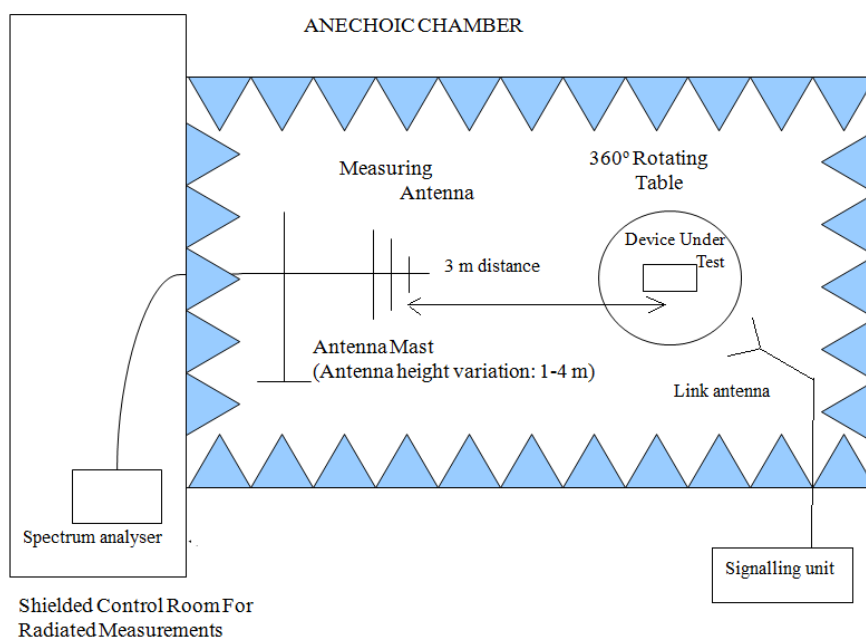 ANECHOIC CHAMBER
Measuring
Antenna
360º Rotating
Table
Device Under
Test
3 m distance
Antenna Mast
(Antenna height variation: 1-4 m)
Link antenna
Spectrum analyser
Signalling unit
Shielded Control Room For
Radiated Measurements